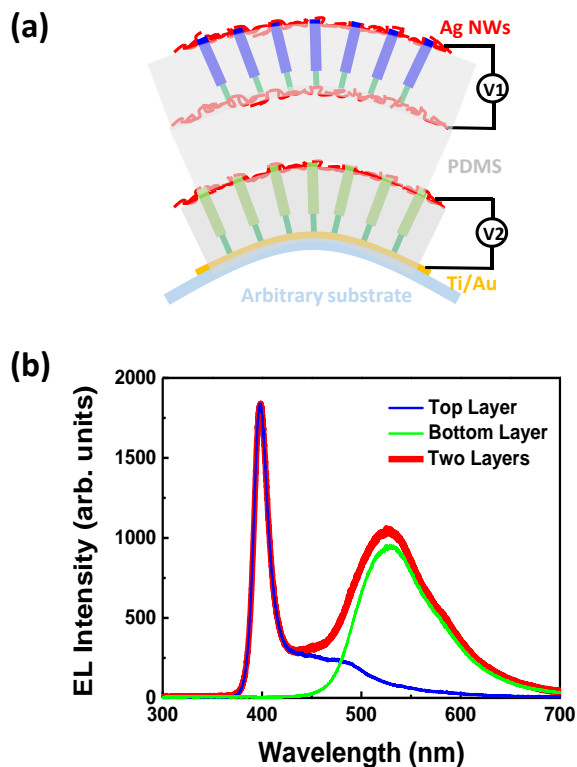 (a)
Ag NWs
V1
PDMS
V2
Ti/Au
Arbitrary substrate
(b)
2000
1500
1000
500
0
EL Intensity (arb. units)
Top Layer
Bottom Layer
Two Layers
300 400 500 600 700
Wavelength (nm)